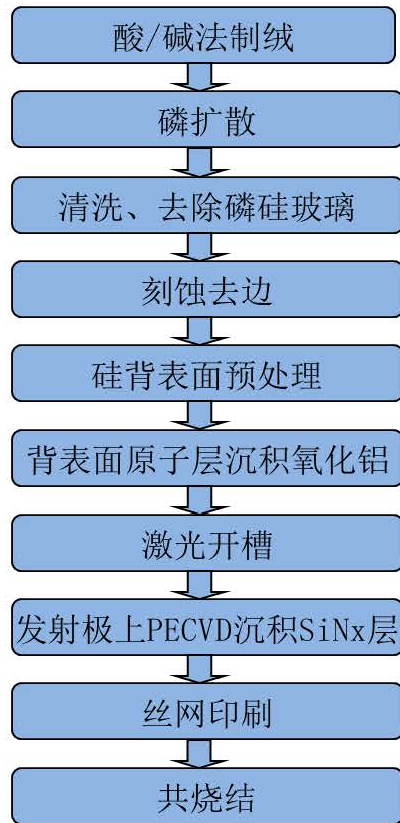 酸/碱法制绒
磷扩散
清洗、去除磷硅玻璃
刻蚀去边
硅背表面预处理
背表面原子层沉积氧化铝
激光开槽
发射极上PECVD沉积SiNx层
丝网印刷
共烧结